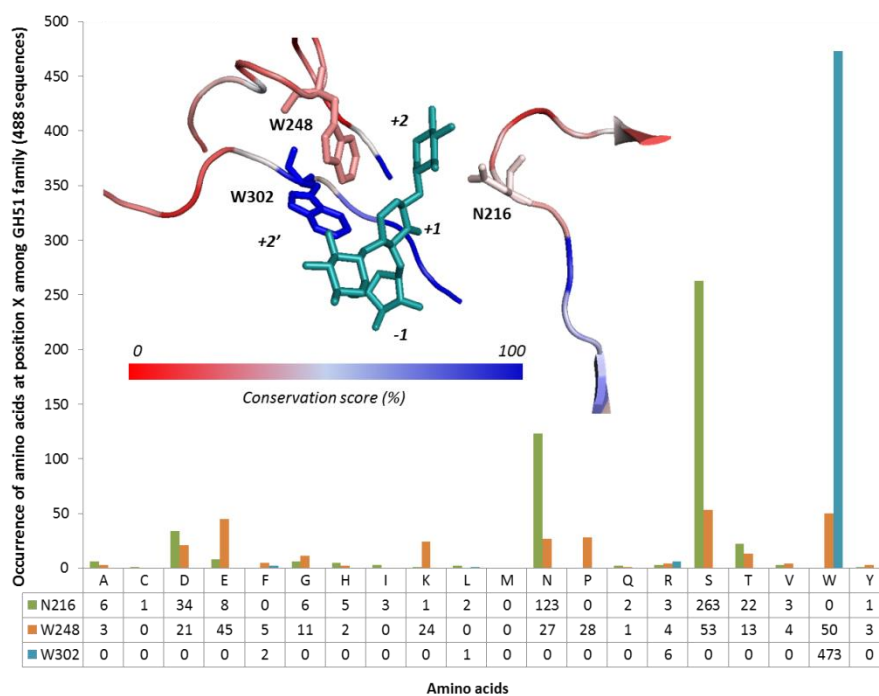 Occurrence of amino acids at position X among GH51 family (488 sequences)
500
450
400
350
300
250
200
150
100
50
0
W248
+2
W302
N216
+1
+2'
-1
0 100
Conservation score (%)
A C D E F G H I K L M N P Q R S T V W Y
N216 6 1 34 8 0 6 5 3 1 2 0 123 0 2 3 263 22 3 0 1
W248 3 0 21 45 5 11 2 0 24 0 0 27 28 1 4 53 13 4 50 3
W302 0 0 0 0 2 0 0 0 0 1 0 0 0 0 6 0 0 0 473 0
Amino acids